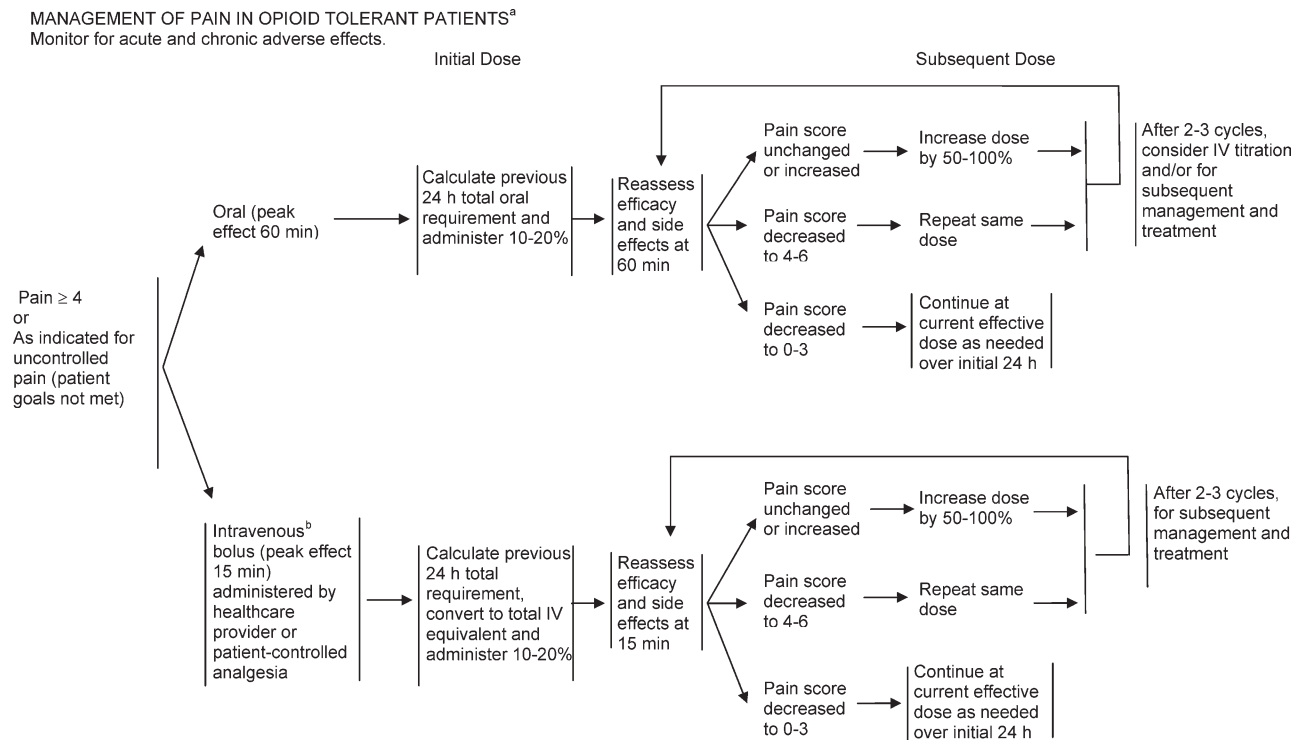 MANAGEMENT OF PAIN IN OPIOID TOLERANT PATIENTSᵃ
Monitor for acute and chronic adverse effects.
Initial Dose
Subsequent Dose
Pain ≥ 4
or
As indicated for
uncontrolled
pain (patient
goals not met)
Oral (peak
effect 60 min)
Calculate previous
24 h total oral
requirement and
administer 10-20%
Reassess
efficacy
and side
effects at
60 min
Pain score
unchanged
or increased
Increase dose
by 50-100%
Pain score
decreased
to 4-6
Repeat same
dose
Pain score
decreased
to 0-3
Continue at
current effective
dose as needed
over initial 24 h
After 2-3 cycles,
consider IV titration
and/or for
subsequent
management and
treatment
Intravenousᵇ
bolus (peak effect
15 min)
administered by
healthcare
provider or
patient-controlled
analgesia
Calculate previous
24 h total
requirement,
convert to total IV
equivalent and
administer 10-20%
Reassess
efficacy
and side
effects at
15 min
Pain score
unchanged
or increased
Increase dose
by 50-100%
Pain score
decreased
to 4-6
Repeat same
dose
Pain score
decreased
to 0-3
Continue at
current effective
dose as needed
over initial 24 h
After 2-3 cycles,
for subsequent
management and
treatment